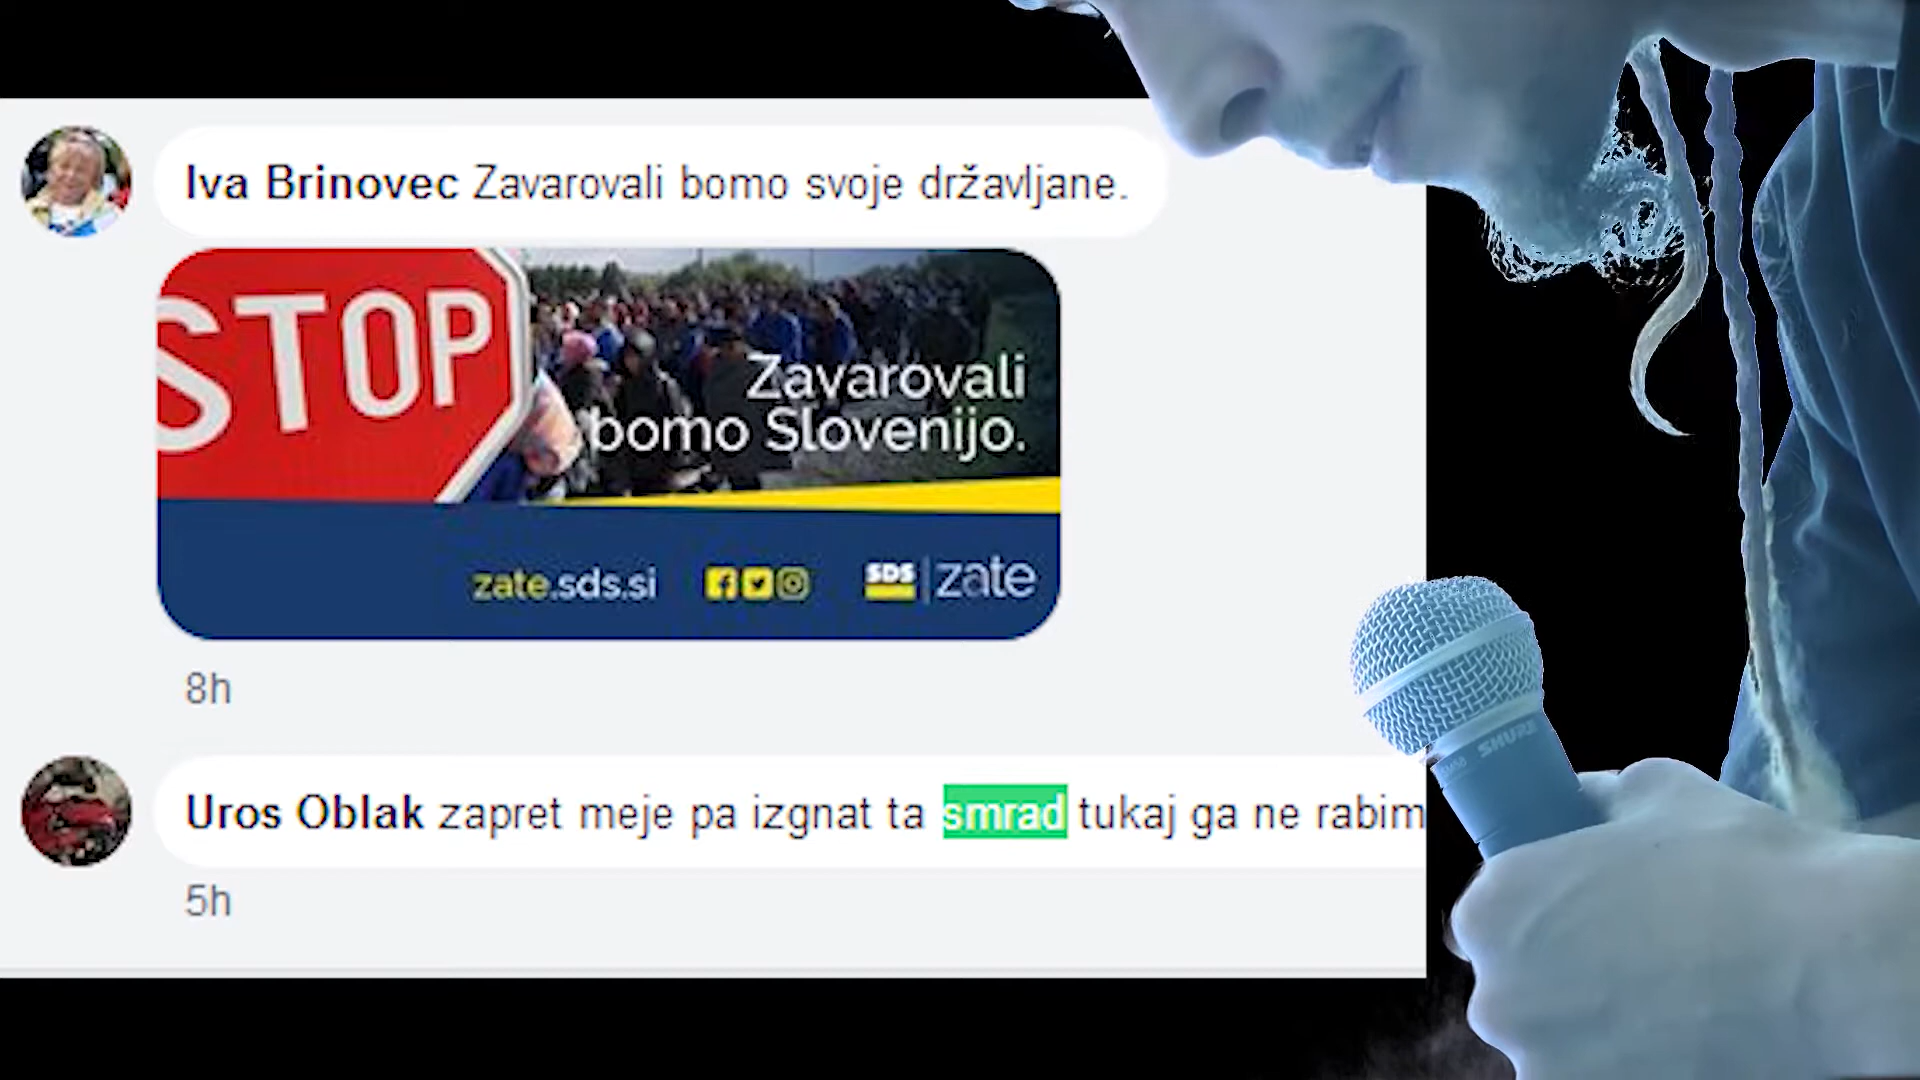 Iva Brinovec Zavarovali bomo svoje državljane.
STOP
Zavarovali
bomo Slovenijo.
zate.sds.si SDS zate
8h
Uros Oblak zapret meje pa izgnat ta smrad tukaj ga ne rabim
5h
SHURE